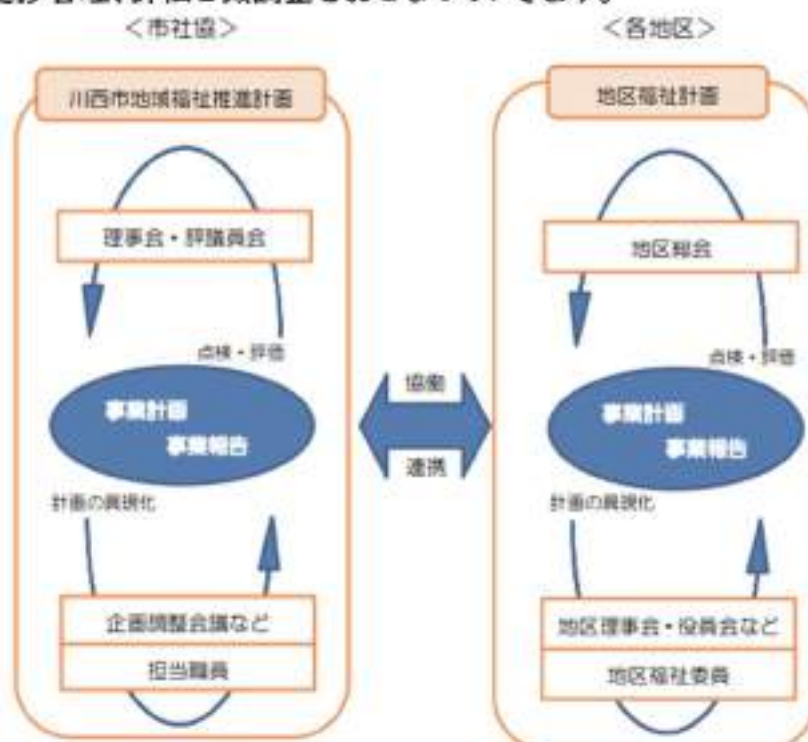 ＜市社協＞
＜各地区＞
川西市地域福祉推進計画
地区福祉計画
理事会・評議員会
地区総会
点検・評価
点検・評価
事業計画
事業報告
協働
連携
事業計画
事業報告
計画の具現化
計画の具現化
企画調整会議など
担当職員
地区理事会・役員会など
地区福祉委員